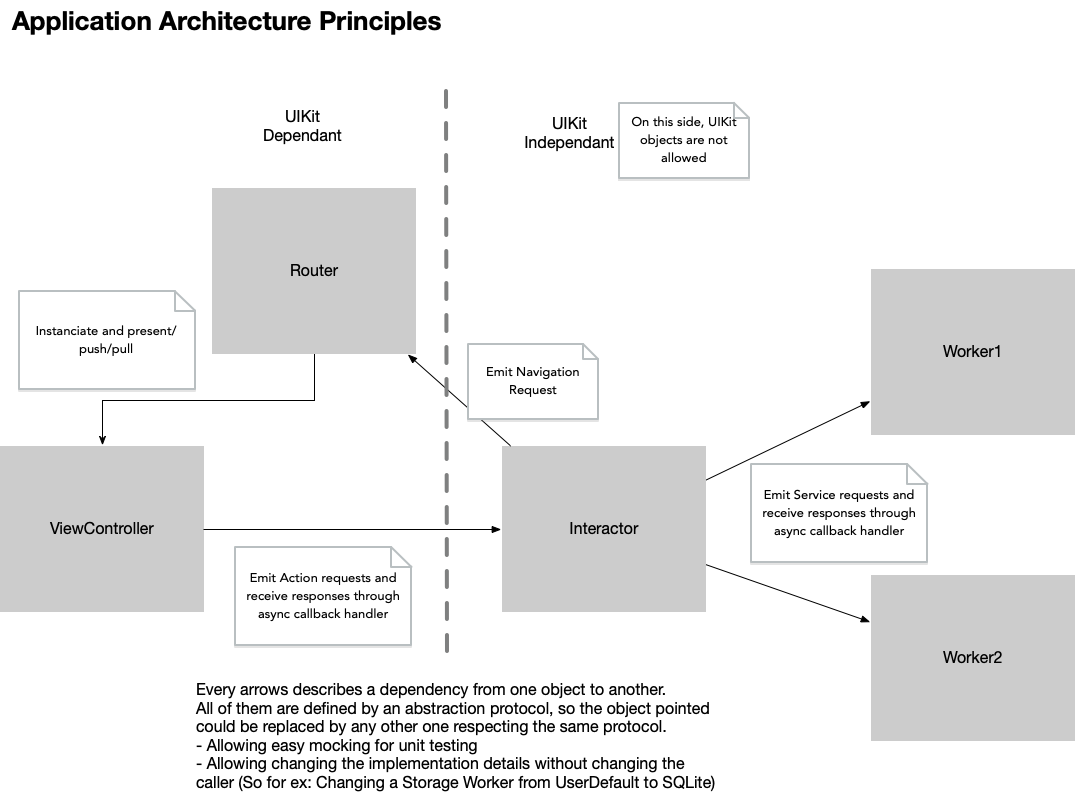 Application Architecture Principles
UIKit
Dependant
UIKit
Independant
On this side, UIKit
objects are not
allowed
Router
Instanciate and present/
push/pull
Worker1
Emit Navigation
Request
ViewController
Interactor
Emit Service requests and
receive responses through
async callback handler
Emit Action requests and
receive responses through
async callback handler
Worker2
Every arrows describes a dependency from one object to another.
All of them are defined by an abstraction protocol, so the object pointed
could be replaced by any other one respecting the same protocol.
- Allowing easy mocking for unit testing
- Allowing changing the implementation details without changing the
caller (So for ex: Changing a Storage Worker from UserDefault to SQLite)